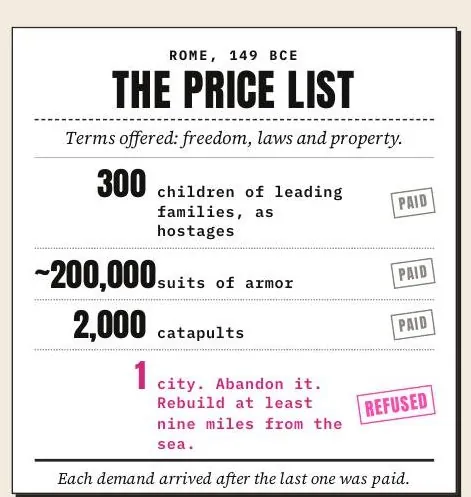 ROME, 149 BCE
THE PRICE LIST
Terms offered: freedom, laws and property.
300 children of leading
families, as
hostages
PAID
~200,000 suits of armor
PAID
2,000 catapults
PAID
1 city. Abandon it.
Rebuild at least
nine miles from the
sea.
REFUSED
Each demand arrived after the last one was paid.